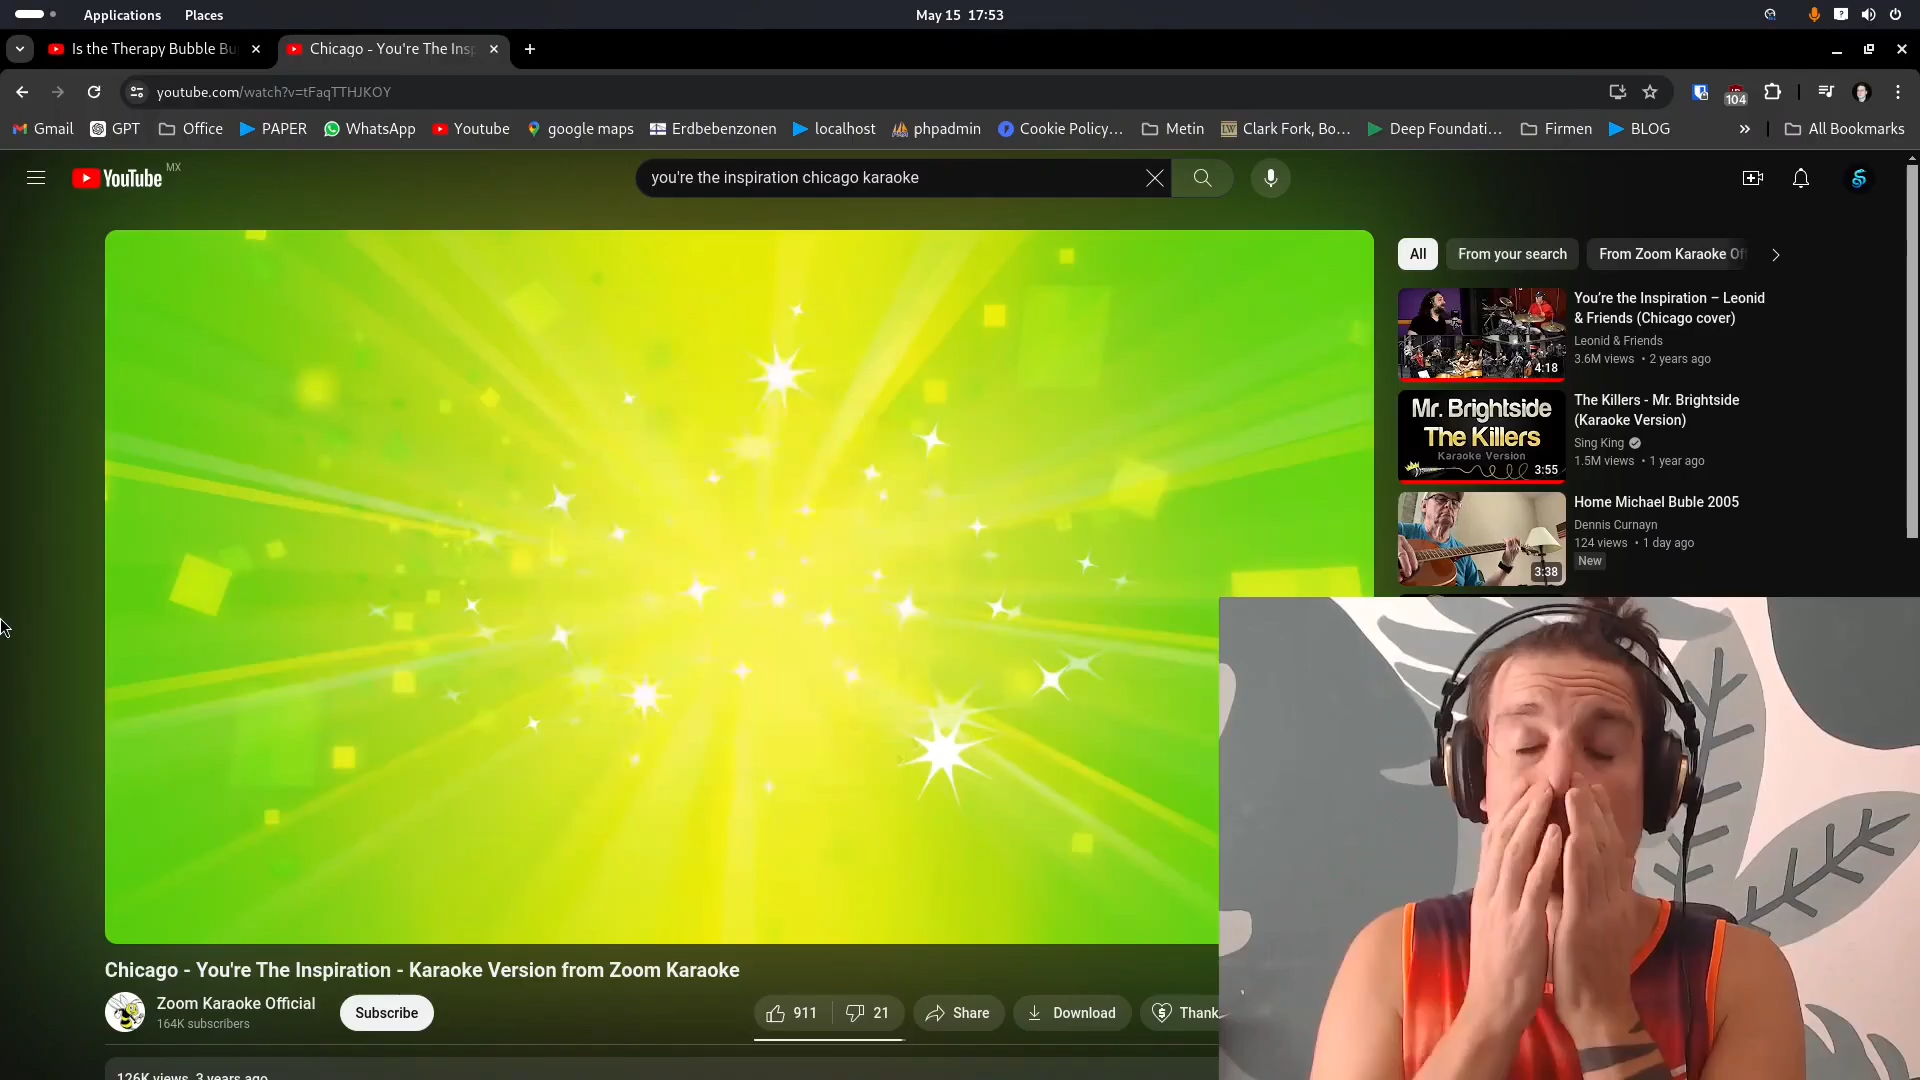 Applications Places May 15 17:53
Is the Therapy Bubble Bu Chicago - You're The Insp
youtube.com/watch?v=tFaqTTHJKOY 104
Gmail GPT Office PAPER WhatsApp Youtube google maps Erdbebenzonen localhost phpadmin Cookie Policy... Metin Clark Fork, Bo... Deep Foundati... Firmen BLOG » All Bookmarks
YouTube MX you're the inspiration chicago karaoke
All From your search From Zoom Karaoke Of
You're the Inspiration – Leonid
& Friends (Chicago cover)
Leonid & Friends
3.6M views • 2 years ago
4:18
Mr. Brightside
The Killers
Karaoke Version
3:55
The Killers - Mr. Brightside
(Karaoke Version)
Sing King
1.5M views • 1 year ago
Home Michael Buble 2005
Dennis Curnayn
124 views • 1 day ago
New
3:38
Chicago - You're The Inspiration - Karaoke Version from Zoom Karaoke
Zoom Karaoke Official
164K subscribers
Subscribe 911 21 Share Download Thank
126K views 3 years ago